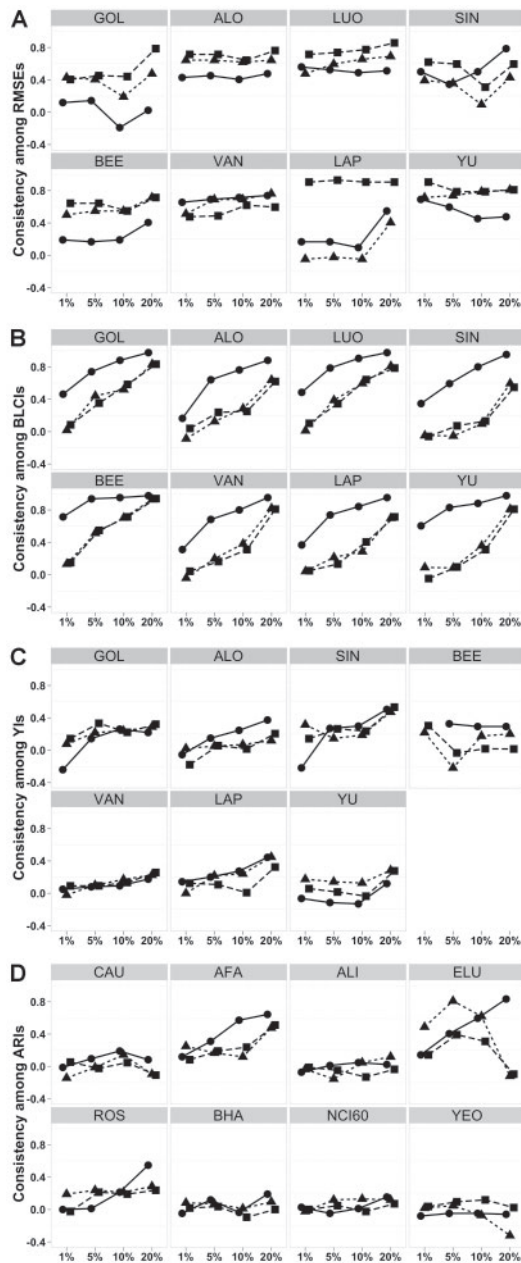 A
GOL ALO LUO SIN
0.8
0.4
0.0
-0.4
BEE VAN LAP YU
0.8
0.4
0.0
-0.4
Consistency among RMSEs
1% 5% 10% 20% 1% 5% 10% 20% 1% 5% 10% 20% 1% 5% 10% 20%
B
GOL ALO LUO SIN
0.8
0.4
0.0
-0.4
BEE VAN LAP YU
0.8
0.4
0.0
-0.4
Consistency among BLCIs
1% 5% 10% 20% 1% 5% 10% 20% 1% 5% 10% 20% 1% 5% 10% 20%
C
GOL ALO SIN BEE
0.8
0.4
0.0
-0.4
1% 5% 10% 20%
VAN LAP YU
0.8
0.4
0.0
-0.4
Consistency among YIs
1% 5% 10% 20% 1% 5% 10% 20% 1% 5% 10% 20%
D
CAU AFA ALI ELU
0.8
0.4
0.0
-0.4
ROS BHA NCI60 YEO
0.8
0.4
0.0
-0.4
Consistency among ARIs
1% 5% 10% 20% 1% 5% 10% 20% 1% 5% 10% 20% 1% 5% 10% 20%